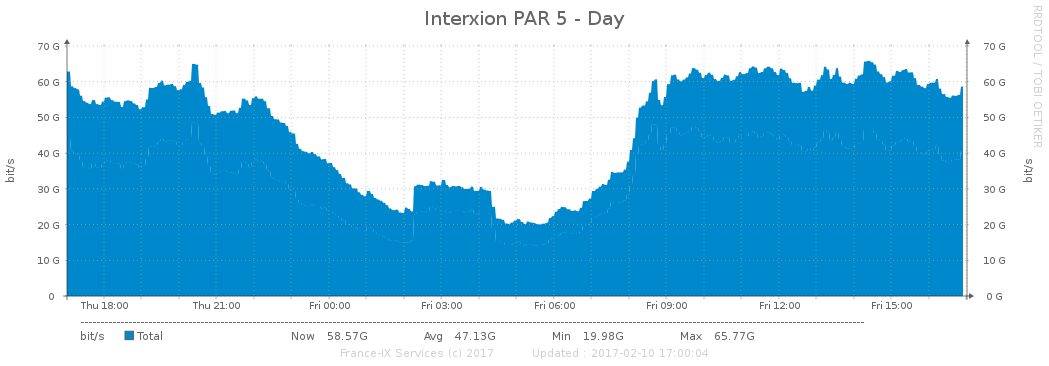 Interxion PAR 5 - Day
RRDTOOL / TOBI OETIKER
70 G 70 G
60 G 60 G
50 G 50 G
40 G 40 G
30 G 30 G
20 G 20 G
10 G 10 G
0 0 G
bit/s
bit/s
Thu 18:00 Thu 21:00 Fri 00:00 Fri 03:00 Fri 06:00 Fri 09:00 Fri 12:00 Fri 15:00
bit/s Total Now 58.57G Avg 47.13G Min 19.98G Max 65.77G
France-IX Services (c) 2017 Updated : 2017-02-10 17:00:04